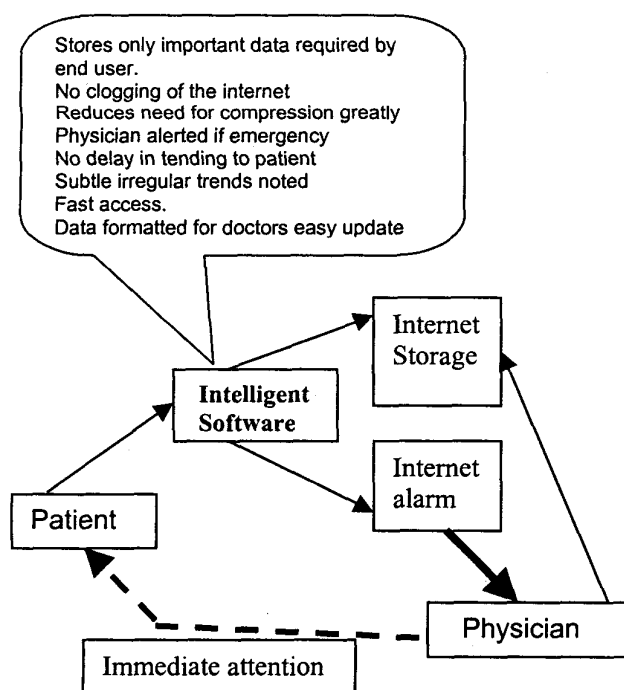 Stores only important data required by
end user.
No clogging of the internet
Reduces need for compression greatly
Physician alerted if emergency
No delay in tending to patient
Subtle irregular trends noted
Fast access.
Data formatted for doctors easy update
Internet
Storage
Intelligent
Software
Internet
alarm
Patient
Physician
Immediate attention